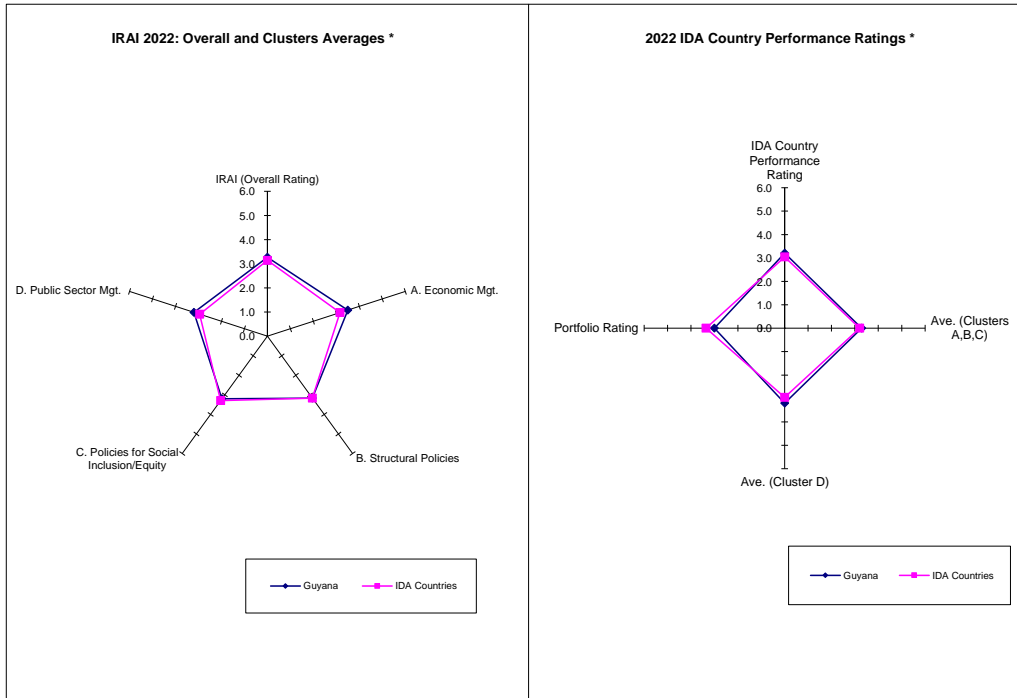 IRAI 2022: Overall and Clusters Averages *
IRAI (Overall Rating)
6.0
5.0
4.0
3.0
2.0
1.0
0.0
A. Economic Mgt.
B. Structural Policies
C. Policies for Social
Inclusion/Equity
D. Public Sector Mgt.
Guyana
IDA Countries
2022 IDA Country Performance Ratings *
IDA Country
Performance
Rating
6.0
5.0
4.0
3.0
2.0
1.0
0.0
Ave. (Clusters
A,B,C)
Ave. (Cluster D)
Portfolio Rating
Guyana
IDA Countries